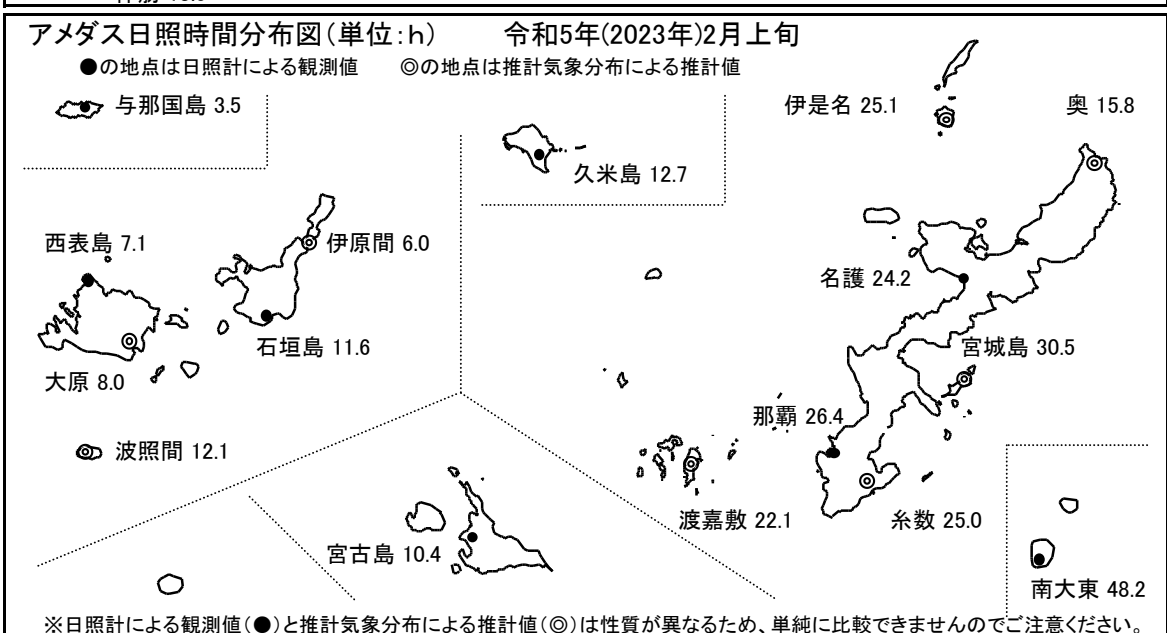 アメダス日照時間分布図(単位:h) 令和5年(2023年)2月上旬
●の地点は日照計による観測値 ◎の地点は推計気象分布による推計値
与那国島 3.5
伊是名 25.1
奥 15.8
久米島 12.7
西表島 7.1
伊原間 6.0
名護 24.2
石垣島 11.6
宮城島 30.5
大原 8.0
那覇 26.4
波照間 12.1
渡嘉敷 22.1
糸数 25.0
宮古島 10.4
南大東 48.2
※日照計による観測値(●)と推計気象分布による推計値(◎)は性質が異なるため、単純に比較できませんのでご注意ください。